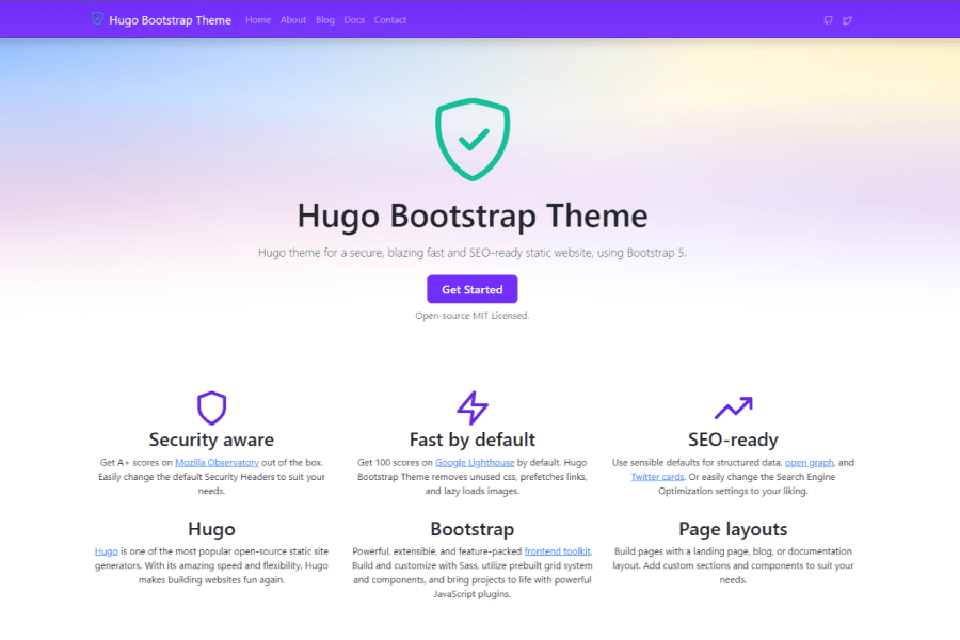 Hugo Bootstrap Theme Home About Blog Docs Contact
Hugo Bootstrap Theme
Hugo theme for a secure, blazing fast and SEO-ready static website, using Bootstrap 5.
Get Started
Open-source MIT Licensed.
Security aware
Get A+ scores on Mozilla Observatory out of the box.
Easily change the default Security Headers to suit your
needs.
Fast by default
Get 100 scores on Google Lighthouse by default. Hugo
Bootstrap Theme removes unused css, prefetches links,
and lazy loads images.
SEO-ready
Use sensible defaults for structured data, open graph, and
Twitter cards. Or easily change the Search Engine
Optimization settings to your liking.
Hugo
Hugo is one of the most popular open-source static site
generators. With its amazing speed and flexibility, Hugo
makes building websites fun again.
Bootstrap
Powerful, extensible, and feature-packed frontend toolkit.
Build and customize with Sass, utilize prebuilt grid system
and components, and bring projects to life with powerful
JavaScript plugins.
Page layouts
Build pages with a landing page, blog, or documentation
layout. Add custom sections and components to suit your
needs.